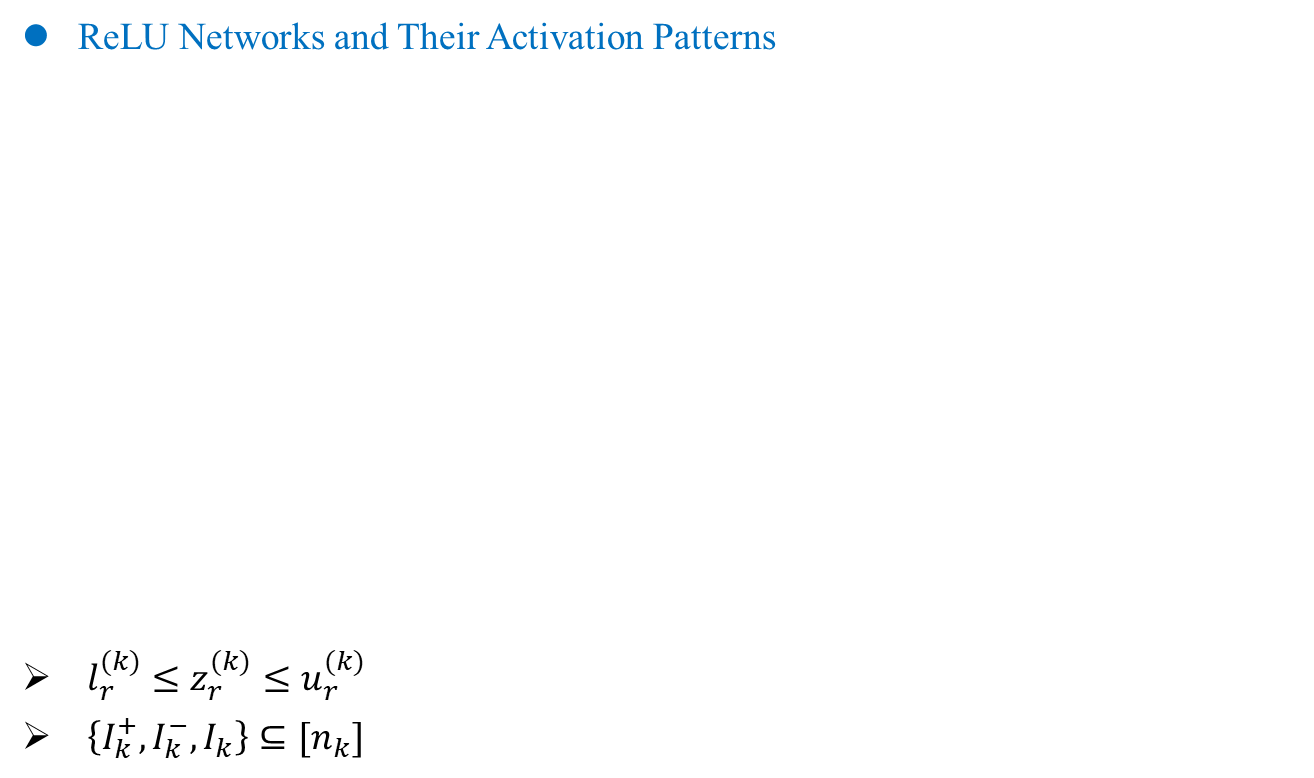 ● ReLU Networks and Their Activation Patterns
➢ $l_r^{(k)} \leq z_r^{(k)} \leq u_r^{(k)}$
➢ $\{I_k^+, I_k^-, I_k\} \subseteq [n_k]$